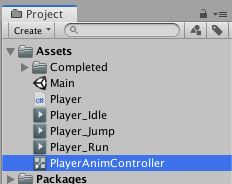 Project
Create
Assets
Completed
Main
C# Player
Player_Idle
Player_Jump
Player_Run
PlayerAnimController
Packages